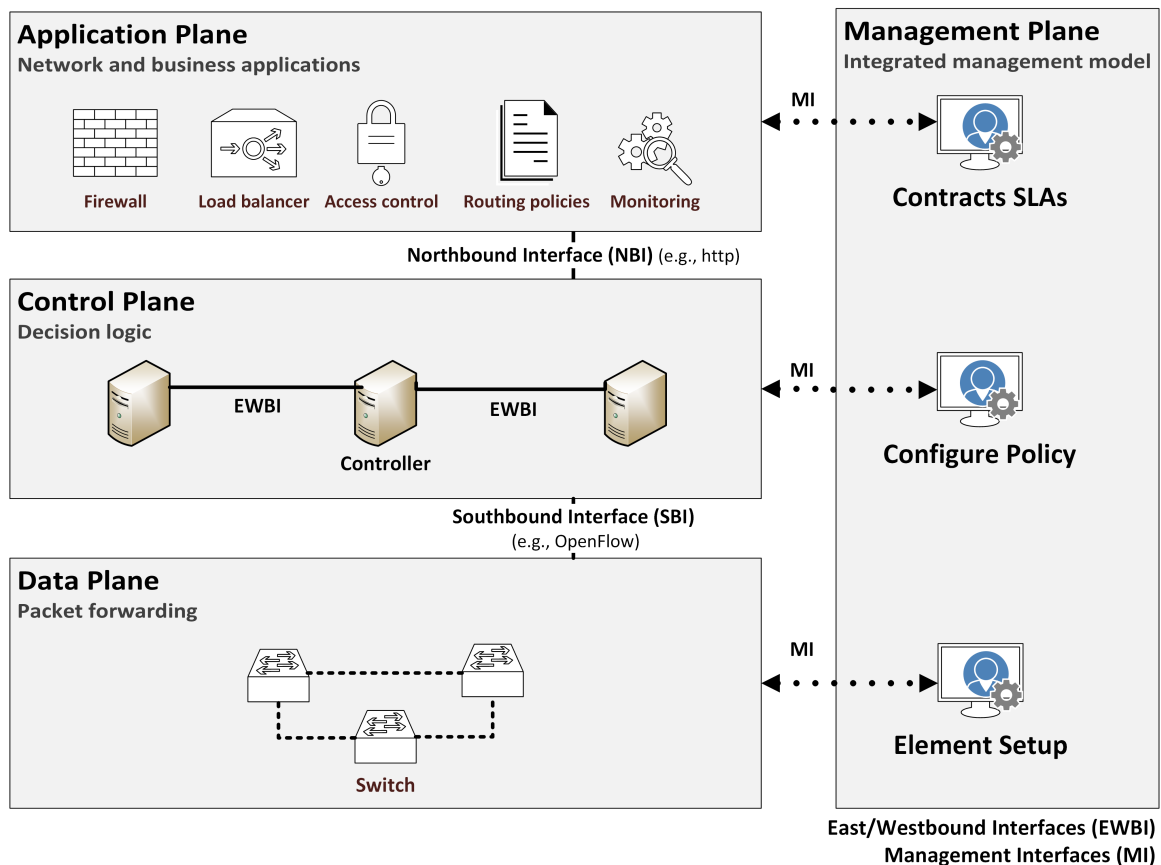 Application Plane
Network and business applications
Firewall
Load balancer
Access control
Routing policies
Monitoring
Northbound Interface (NBI) (e.g., http)
Control Plane
Decision logic
EWBI
EWBI
Controller
Southbound Interface (SBI)
(e.g., OpenFlow)
Data Plane
Packet forwarding
Switch
MI
MI
MI
Management Plane
Integrated management model
Contracts SLAs
Configure Policy
Element Setup
East/Westbound Interfaces (EWBI)
Management Interfaces (MI)